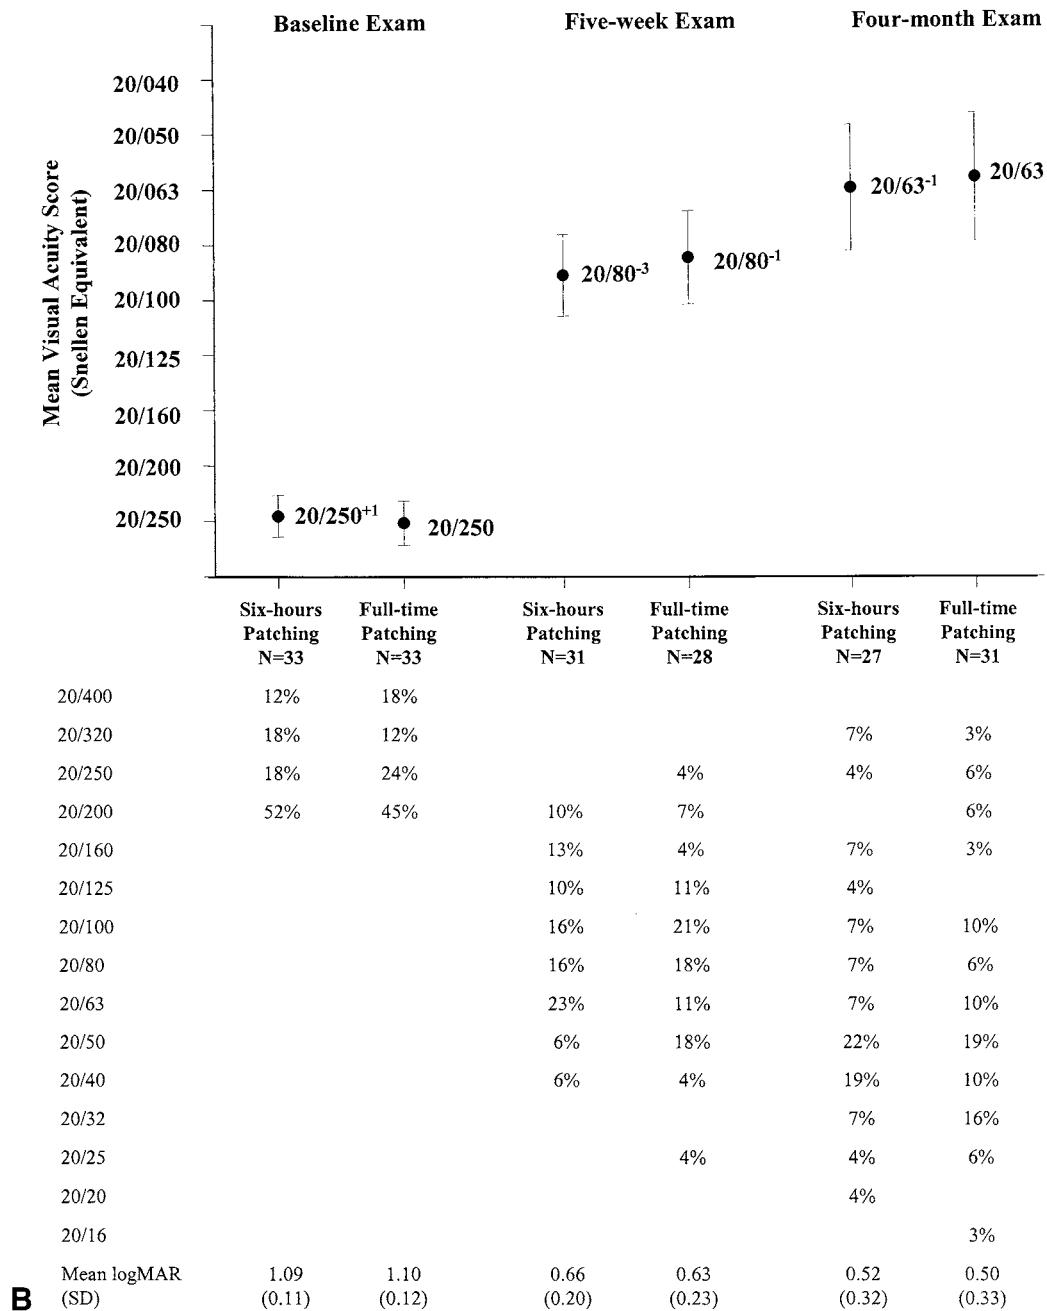 Baseline Exam Five-week Exam Four-month Exam
Mean Visual Acuity Score
(Snellen Equivalent)
20/040
20/050
20/063
20/080
20/100
20/125
20/160
20/200
20/250
20/250+1
20/250
20/80-3
20/80-1
20/63-1
20/63
Six-hours Full-time Six-hours Full-time Six-hours Full-time
Patching Patching Patching Patching Patching Patching
N=33 N=33 N=31 N=28 N=27 N=31
20/400 12% 18%
20/320 18% 12% 7% 3%
20/250 18% 24% 4% 4% 6%
20/200 52% 45% 10% 7% 6%
20/160 13% 4% 7% 3%
20/125 10% 11% 4%
20/100 16% 21% 7% 10%
20/80 16% 18% 7% 6%
20/63 23% 11% 7% 10%
20/50 6% 18% 22% 19%
20/40 6% 4% 19% 10%
20/32 7% 16%
20/25 4% 4% 6%
20/20 4%
20/16 3%
Mean logMAR 1.09 1.10 0.66 0.63 0.52 0.50
B (SD) (0.11) (0.12) (0.20) (0.23) (0.32) (0.33)